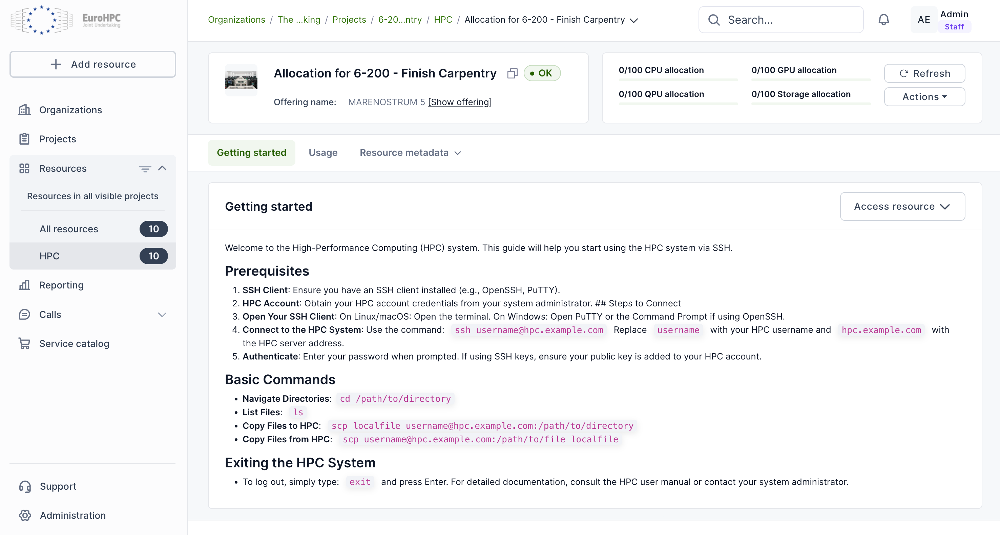 EuroHPC
Joint Undertaking
Add resource
Organizations
Projects
Resources
Resources in all visible projects
All resources 10
HPC 10
Reporting
Calls
Service catalog
Support
Administration
Organizations / The ...king / Projects / 6-20...ntry / HPC / Allocation for 6-200 - Finish Carpentry
Search...
AE
Admin
Staff
Allocation for 6-200 - Finish Carpentry
OK
Offering name: MARENOSTRUM 5 [Show offering]
0/100 CPU allocation
0/100 GPU allocation
0/100 QPU allocation
0/100 Storage allocation
Refresh
Actions
Getting started
Usage
Resource metadata
Getting started
Access resource
Welcome to the High-Performance Computing (HPC) system. This guide will help you start using the HPC system via SSH.
Prerequisites
1. SSH Client: Ensure you have an SSH client installed (e.g., OpenSSH, PuTTY).
2. HPC Account: Obtain your HPC account credentials from your system administrator. ## Steps to Connect
3. Open Your SSH Client: On Linux/macOS: Open the terminal. On Windows: Open PuTTY or the Command Prompt if using OpenSSH.
4. Connect to the HPC System: Use the command: ssh username@hpc.example.com Replace username with your HPC username and hpc.example.com with
the HPC server address.
5. Authenticate: Enter your password when prompted. If using SSH keys, ensure your public key is added to your HPC account.
Basic Commands
• Navigate Directories: cd /path/to/directory
• List Files: ls
• Copy Files to HPC: scp localfile username@hpc.example.com:/path/to/directory
• Copy Files from HPC: scp username@hpc.example.com:/path/to/file localfile
Exiting the HPC System
• To log out, simply type: exit and press Enter. For detailed documentation, consult the HPC user manual or contact your system administrator.